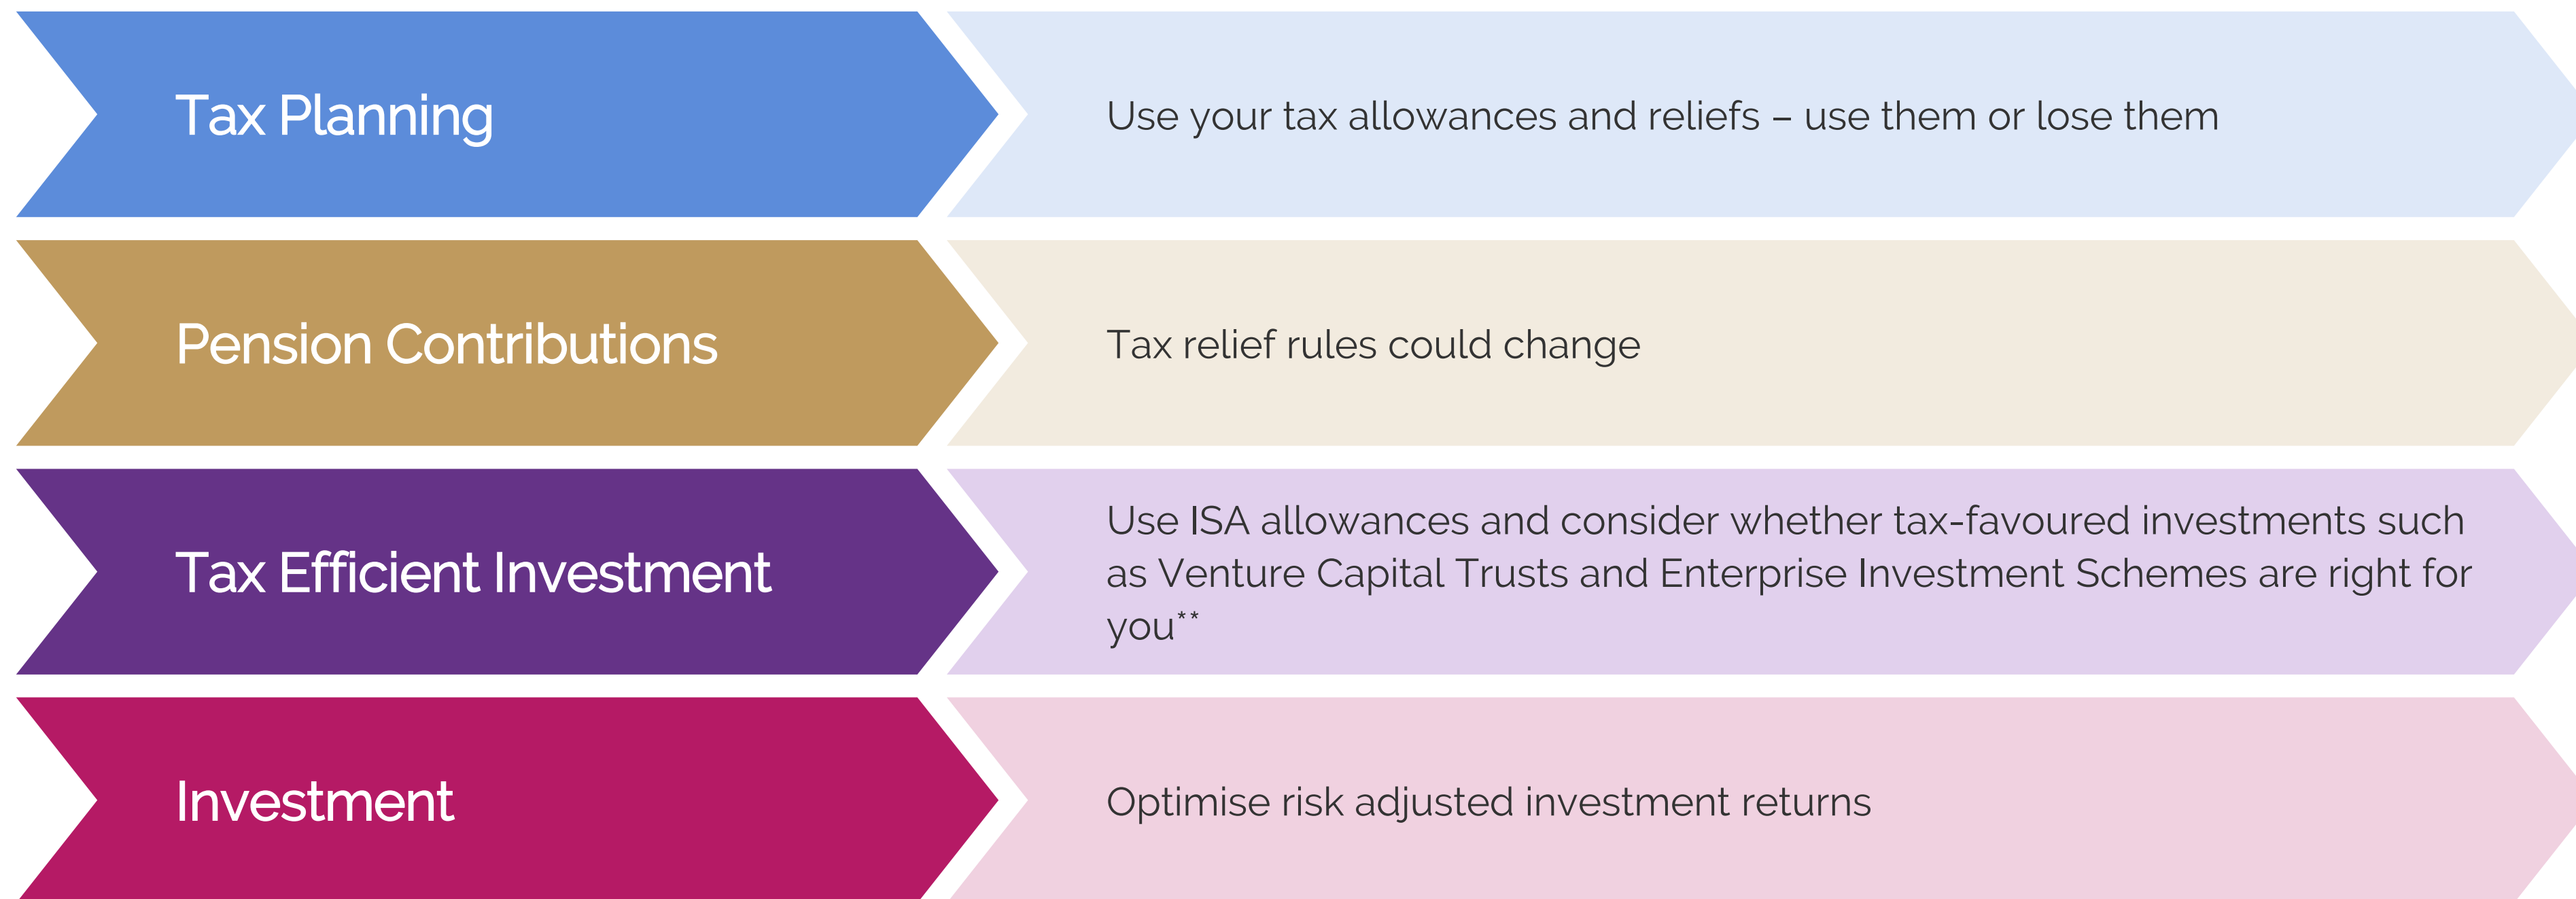 Tax Planning
Use your tax allowances and reliefs – use them or lose them
Pension Contributions
Tax relief rules could change
Tax Efficient Investment
Use ISA allowances and consider whether tax-favoured investments such
as Venture Capital Trusts and Enterprise Investment Schemes are right for
you**
Investment
Optimise risk adjusted investment returns